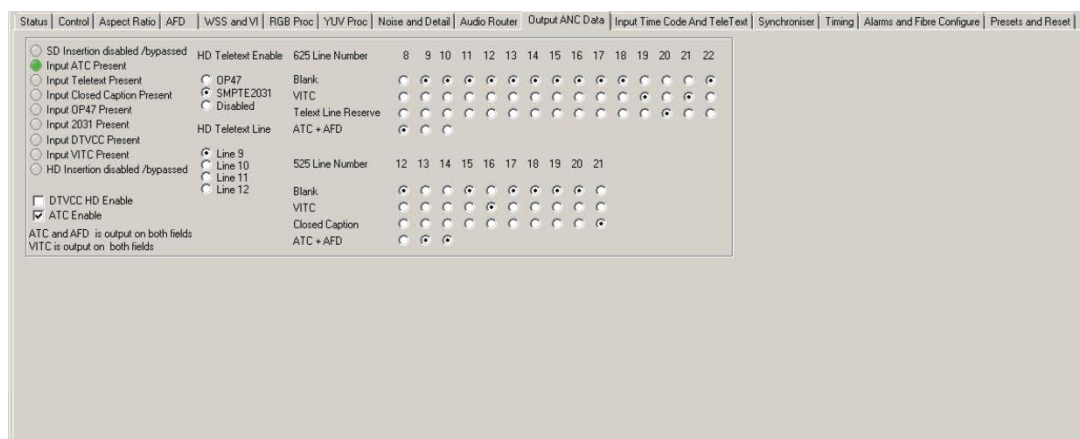 Status Control Aspect Ratio AFD WSS and VI RGB Proc YUV Proc Noise and Detail Audio Router Output ANC Data Input Time Code And TeleText Synchroniser Timing Alarms and Fibre Configure Presets and Reset
SD Insertion disabled /bypassed
Input ATC Present
Input Teletext Present
Input Closed Caption Present
Input OP47 Present
Input 2031 Present
Input DTVCC Present
Input VITC Present
HD Insertion disabled /bypassed
DTVCC HD Enable
ATC Enable
ATC and AFD is output on both fields
VITC is output on both fields
HD Teletext Enable
OP47
SMPTE2031
Disabled
HD Teletext Line
Line 9
Line 10
Line 11
Line 12
625 Line Number 8 9 10 11 12 13 14 15 16 17 18 19 20 21 22
Blank
VITC
Telext Line Reserve
ATC + AFD
525 Line Number 12 13 14 15 16 17 18 19 20 21
Blank
VITC
Closed Caption
ATC + AFD